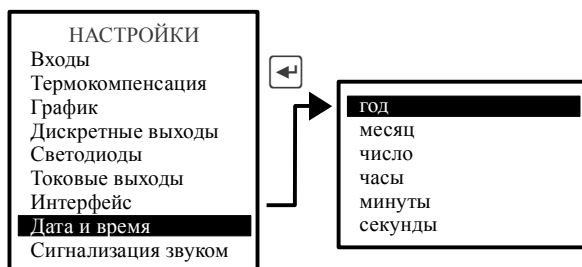 НАСТРОЙКИ
Входы
Термокомпенсация
График
Дискретные выходы
Светодиоды
Токовые выходы
Интерфейс
Дата и время
Сигнализация звуком
год
месяц
число
часы
минуты
секунды